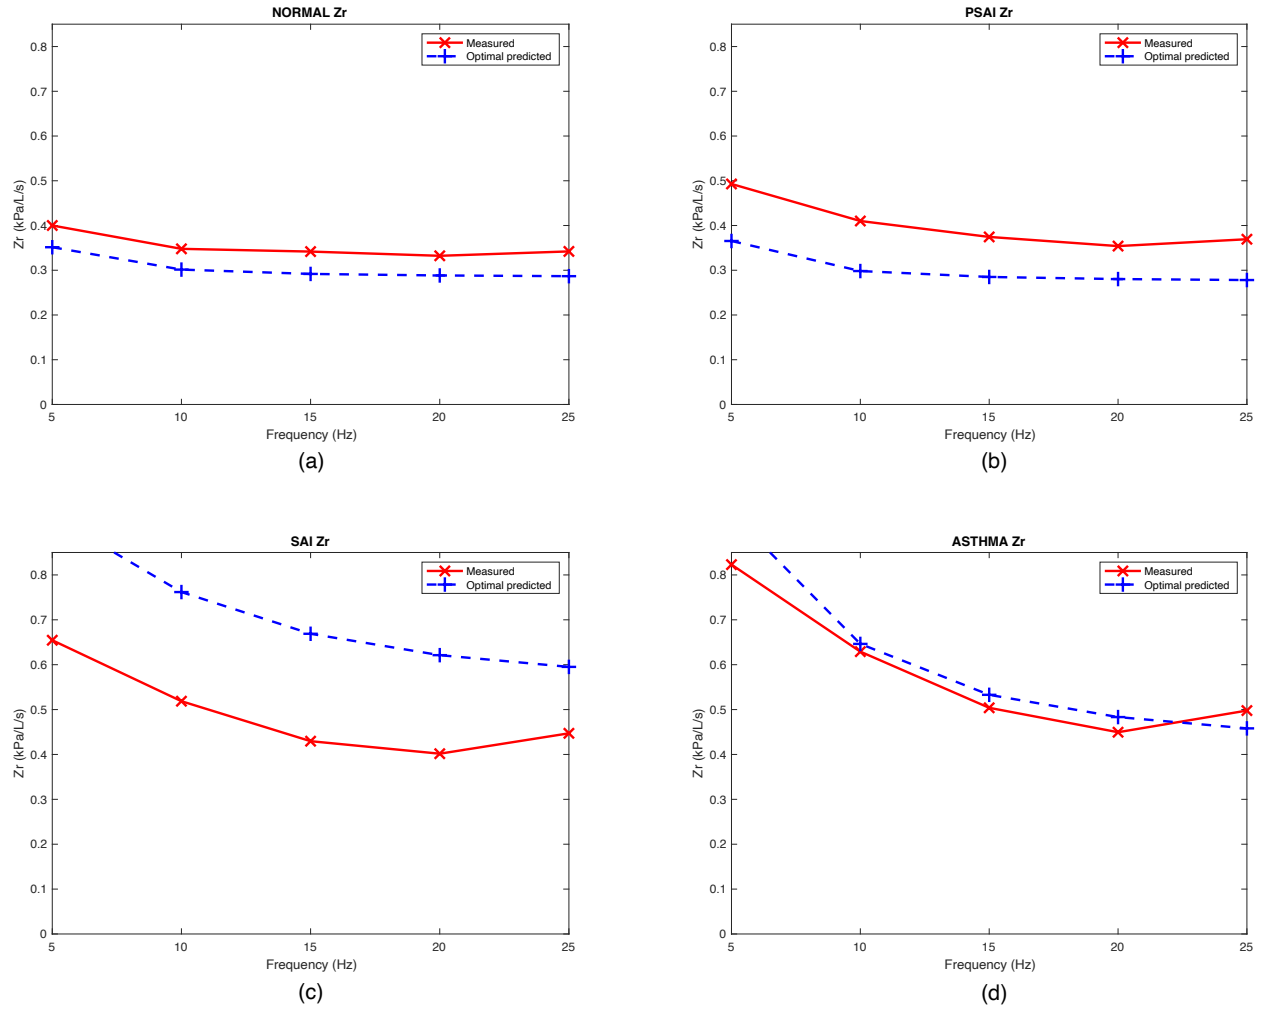 NORMAL Zr
Measured
Optimal predicted
0.8
0.7
0.6
0.5
0.4
0.3
0.2
0.1
0
Zr (kPa/L/s)
5 10 15 20 25
Frequency (Hz)
(a)
PSAI Zr
Measured
Optimal predicted
0.8
0.7
0.6
0.5
0.4
0.3
0.2
0.1
0
Zr (kPa/L/s)
5 10 15 20 25
Frequency (Hz)
(b)
SAI Zr
Measured
Optimal predicted
0.8
0.7
0.6
0.5
0.4
0.3
0.2
0.1
0
Zr (kPa/L/s)
5 10 15 20 25
Frequency (Hz)
(c)
ASTHMA Zr
Measured
Optimal predicted
0.8
0.7
0.6
0.5
0.4
0.3
0.2
0.1
0
Zr (kPa/L/s)
5 10 15 20 25
Frequency (Hz)
(d)